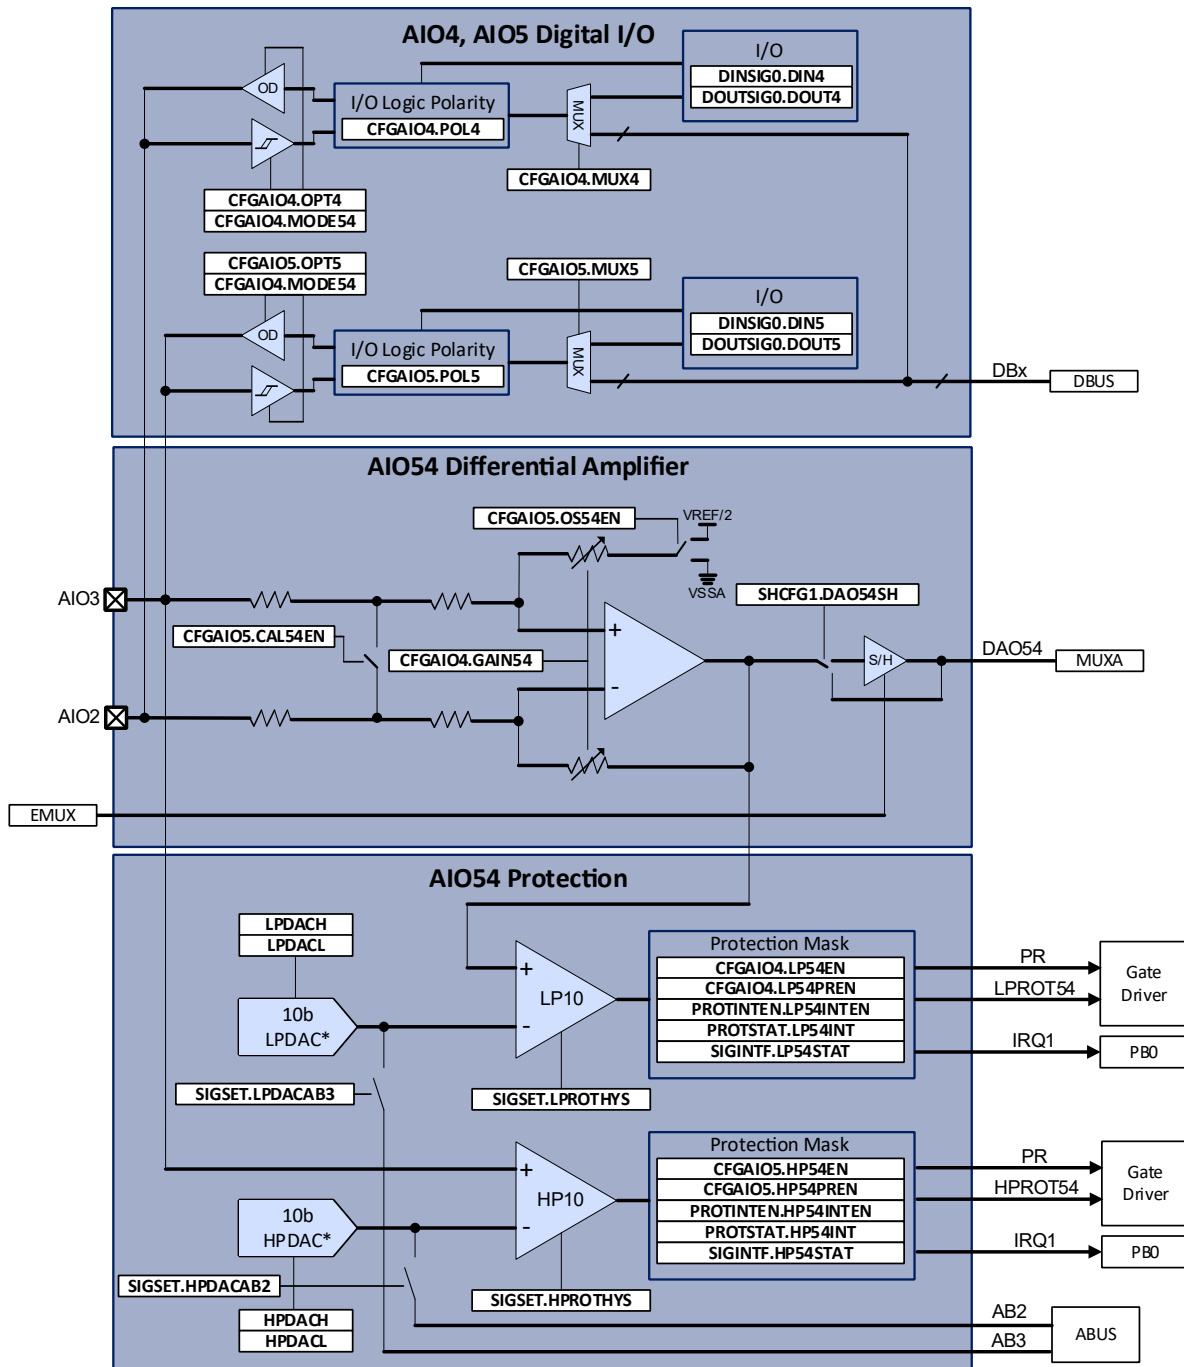 AIO4, AIO5 Digital I/O
I/O
DINSIG0.DIN4
DOUTSIG0.DOUT4
OD
I/O Logic Polarity
CFGAIO4.POL4
MUX
CFGAIO4.MUX4
CFGAIO4.OPT4
CFGAIO4.MODE54
CFGAIO5.OPT5
CFGAIO4.MODE54
CFGAIO5.MUX5
I/O
DINSIG0.DIN5
DOUTSIG0.DOUT5
OD
I/O Logic Polarity
CFGAIO5.POL5
MUX
DBx
DBUS
AIO54 Differential Amplifier
CFGAIO5.OS54EN
VREF/2
VSSA
SHCFG1.DAO54SH
AIO3
CFGAIO5.CAL54EN
CFGAIO4.GAIN54
+
-
S/H
DAO54
MUXA
AIO2
EMUX
AIO54 Protection
LPDACH
LPDACL
10b
LPDAC*
+
LP10
-
Protection Mask
CFGAIO4.LP54EN
CFGAIO4.LP54PREN
PROTINTEN.LP54INTEN
PROTSTAT.LP54INT
SIGINTF.LP54STAT
PR
LPROT54
Gate
Driver
IRQ1
PB0
SIGSET.LPDACAB3
SIGSET.LPROTHYS
+
HP10
-
Protection Mask
CFGAIO5.HP54EN
CFGAIO5.HP54PREN
PROTINTEN.HP54INTEN
PROTSTAT.HP54INT
SIGINTF.HP54STAT
PR
HPROT54
Gate
Driver
IRQ1
PB0
10b
HPDAC*
SIGSET.HPDACAB2
SIGSET.HPROTHYS
HPDACH
HPDACL
AB2
AB3
ABUS